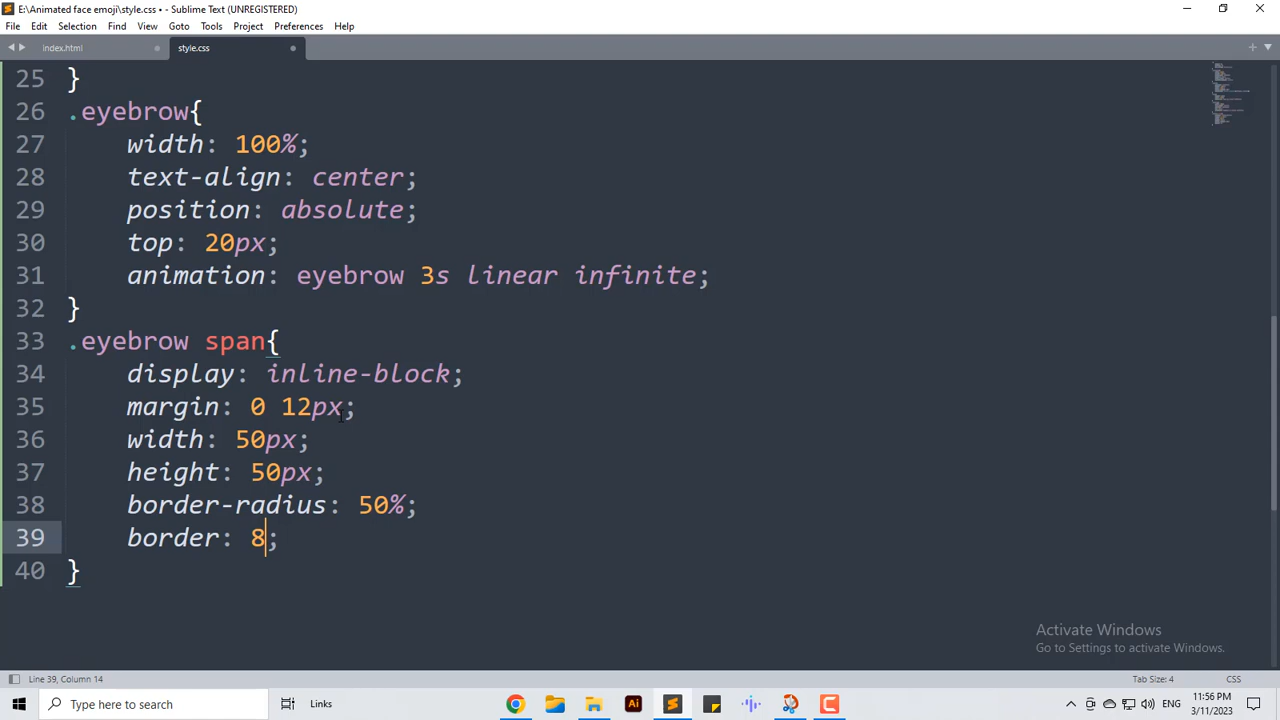 E:\Animated face emoji\style.css • - Sublime Text (UNREGISTERED)
File Edit Selection Find View Goto Tools Project Preferences Help
index.html style.css
25 }
26 .eyebrow{
27 width: 100%;
28 text-align: center;
29 position: absolute;
30 top: 20px;
31 animation: eyebrow 3s linear infinite;
32 }
33 .eyebrow span{
34 display: inline-block;
35 margin: 0 12px;
36 width: 50px;
37 height: 50px;
38 border-radius: 50%;
39 border: 8;
40 }
Activate Windows
Go to Settings to activate Windows.
Line 39, Column 14 Tab Size: 4 CSS
Type here to search Links Ai 11:56 PM
3/11/2023